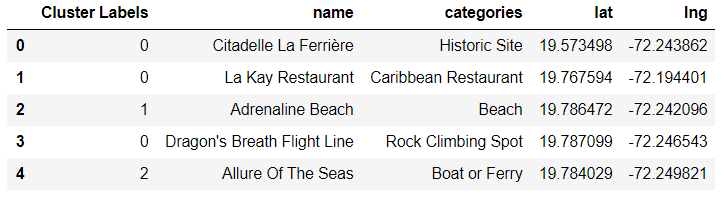 Cluster Labels name categories lat lng
0 0 Citadelle La Ferrière Historic Site 19.573498 -72.243862
1 0 La Kay Restaurant Caribbean Restaurant 19.767594 -72.194401
2 1 Adrenaline Beach Beach 19.786472 -72.242096
3 0 Dragon's Breath Flight Line Rock Climbing Spot 19.787099 -72.246543
4 2 Allure Of The Seas Boat or Ferry 19.784029 -72.249821